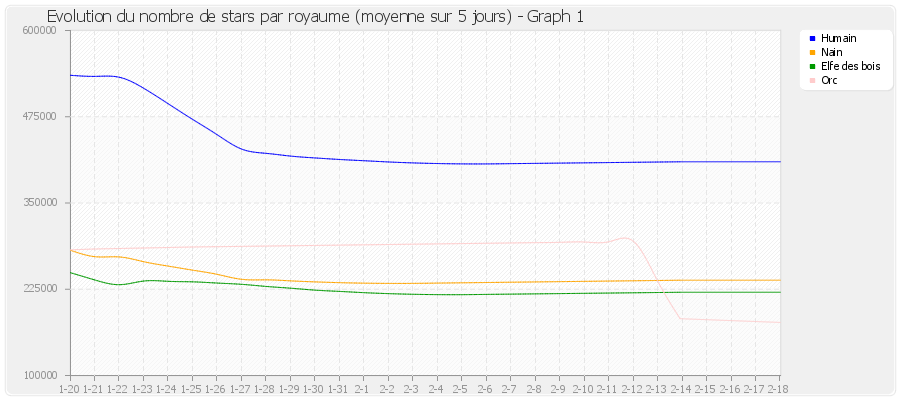 Evolution du nombre de stars par royaume (moyenne sur 5 jours) - Graph 1
600000
475000
350000
225000
100000
1-20 1-21 1-22 1-23 1-24 1-25 1-26 1-27 1-28 1-29 1-30 1-31 2-1 2-2 2-3 2-4 2-5 2-6 2-7 2-8 2-9 2-10 2-11 2-12 2-13 2-14 2-15 2-16 2-17 2-18
Humain
Nain
Elfe des bois
Orc